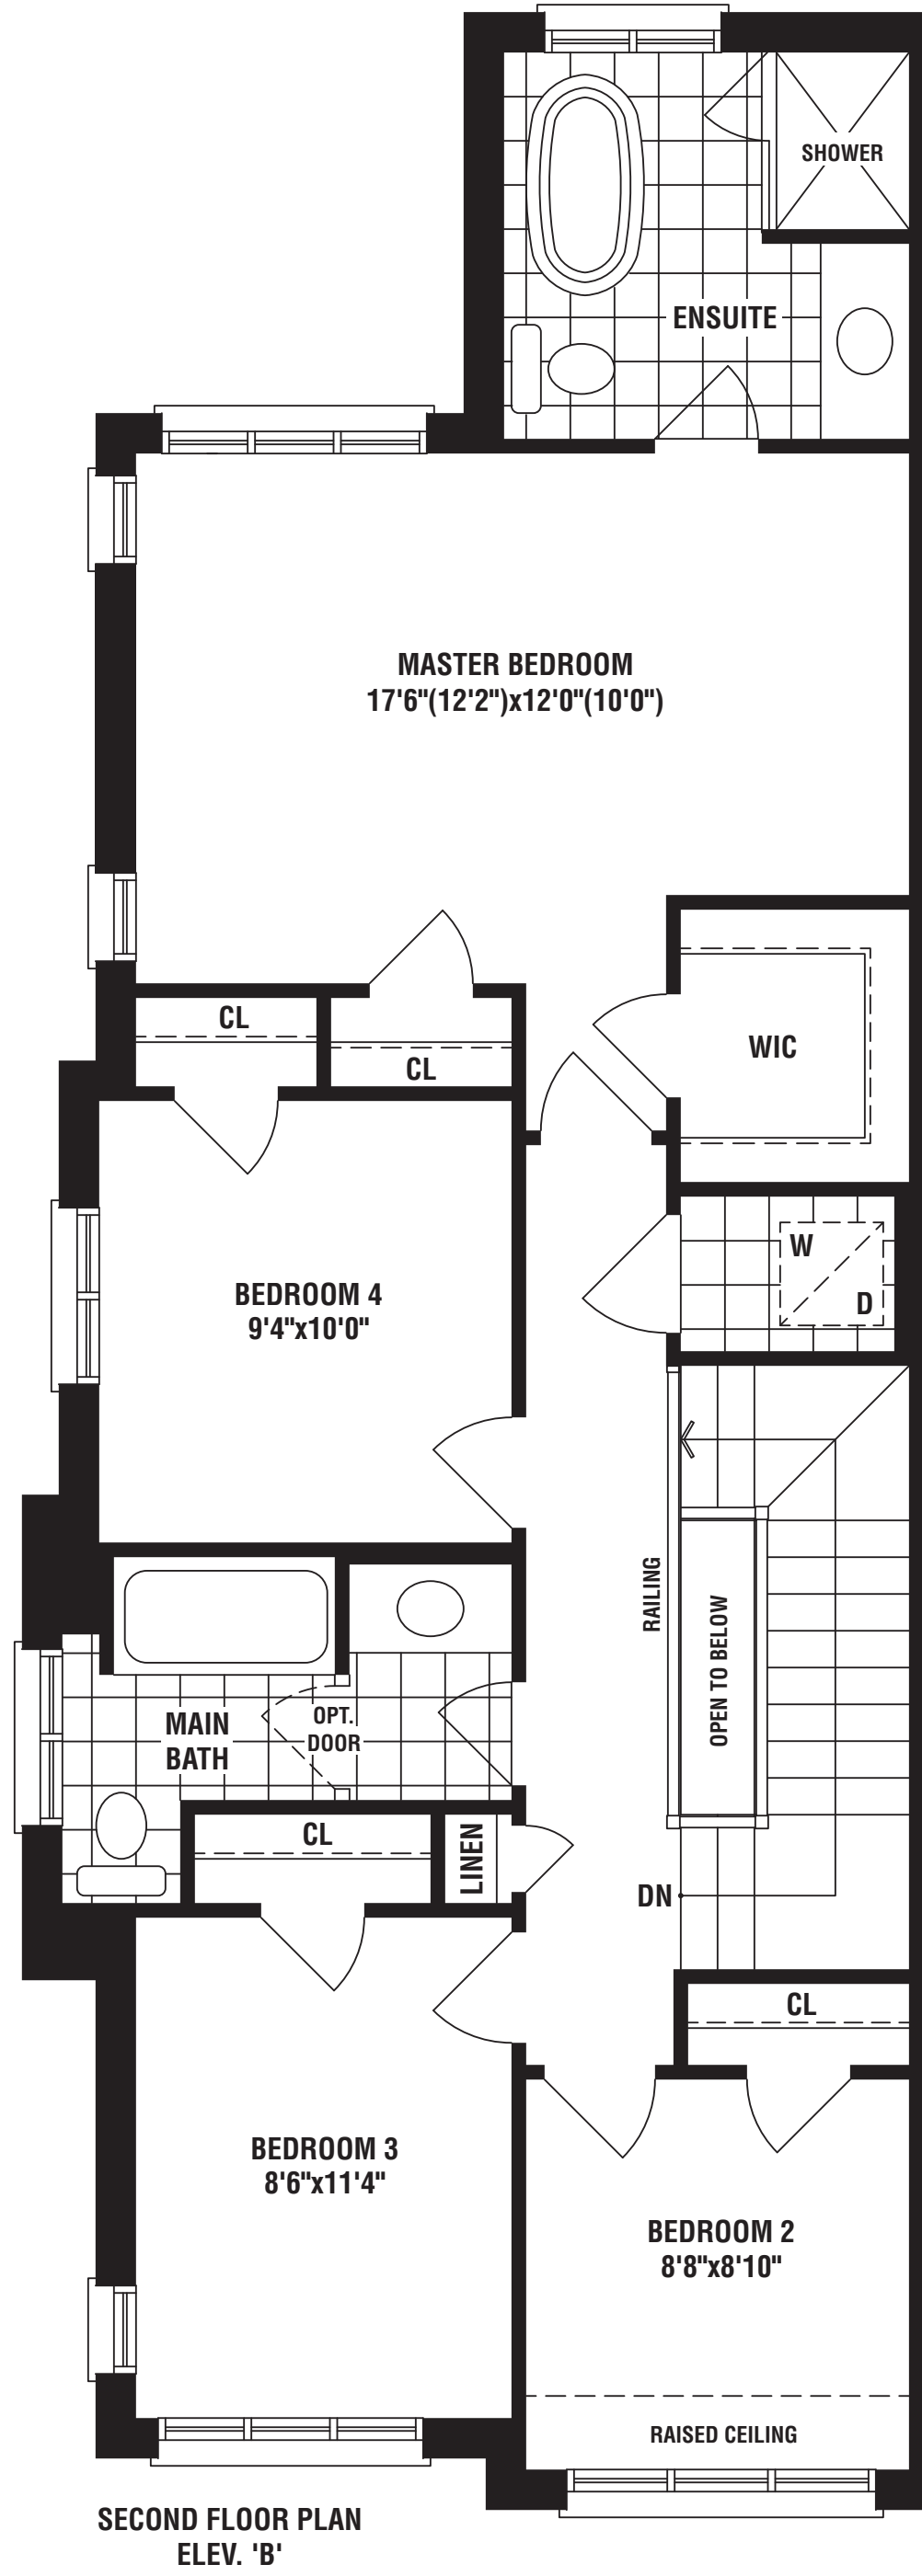 SHOWER
ENSUITE
MASTER BEDROOM
17'6"(12'2")x12'0"(10'0")
CL
CL
WIC
W
D
BEDROOM 4
9'4"x10'0"
RAILING
OPEN TO BELOW
MAIN
BATH
OPT.
DOOR
CL
LINEN
DN
CL
BEDROOM 3
8'6"x11'4"
BEDROOM 2
8'8"x8'10"
RAISED CEILING
SECOND FLOOR PLAN
ELEV. 'B'